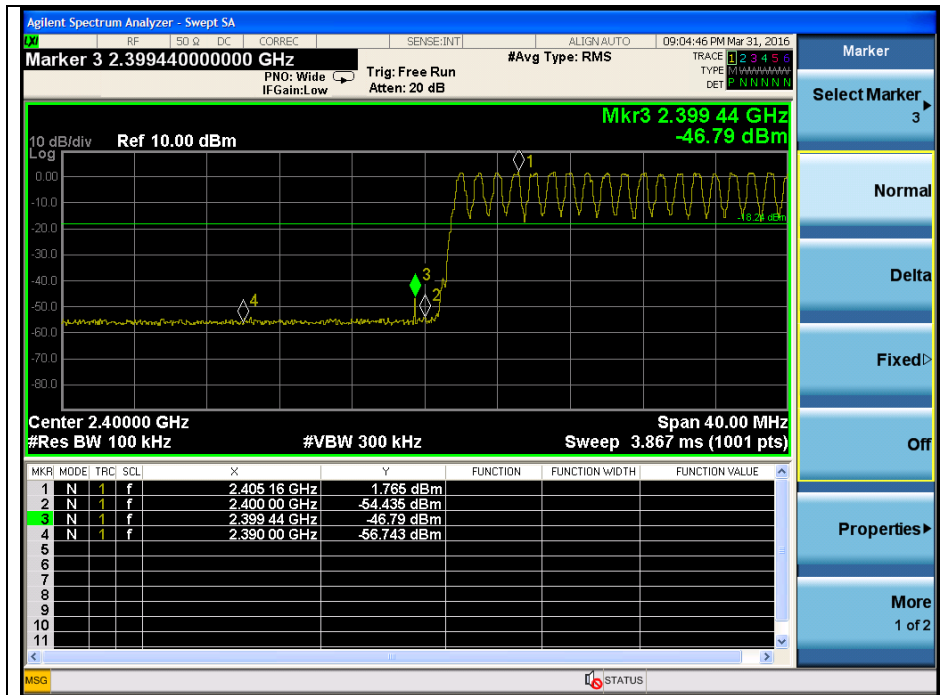 Agilent Spectrum Analyzer - Swept SA
LXI RF 50 Ω DC CORREC SENSE:INT ALIGN AUTO 09:04:46 PM Mar 31, 2016
Marker 3 2.399440000000 GHz
PNO: Wide
IFGain:Low
Trig: Free Run
Atten: 20 dB
#Avg Type: RMS
TRACE 1 2 3 4 5 6
TYPE M
DET P N N N N N
Mkr3 2.399 44 GHz
-46.79 dBm
10 dB/div Ref 10.00 dBm
Log
0.00
-10.0
-20.0
-30.0
-40.0
-50.0
-60.0
-70.0
-80.0
1
-18.24 dBm
3
2
4
Center 2.40000 GHz Span 40.00 MHz
#Res BW 100 kHz #VBW 300 kHz Sweep 3.867 ms (1001 pts)
MKR MODE TRC SCL X Y FUNCTION FUNCTION WIDTH FUNCTION VALUE
1 N 1 f 2.405 16 GHz 1.765 dBm
2 N 1 f 2.400 00 GHz -54.435 dBm
3 N 1 f 2.399 44 GHz -46.79 dBm
4 N 1 f 2.390 00 GHz -56.743 dBm
5
6
7
8
9
10
11
MSG STATUS
Marker
Select Marker
3
Normal
Delta
Fixed
Off
Properties
More
1 of 2